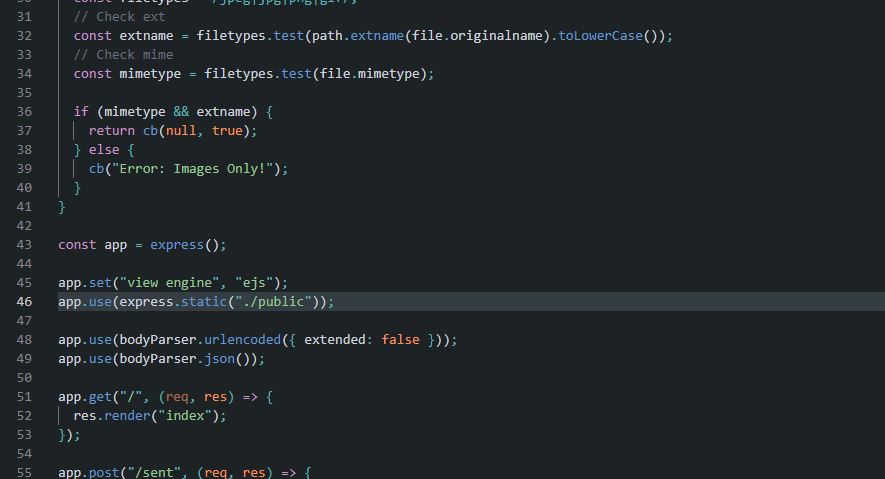 31 // Check ext
32 const extname = filetypes.test(path.extname(file.originalname).toLowerCase());
33 // Check mime
34 const mimetype = filetypes.test(file.mimetype);
35
36 if (mimetype && extname) {
37 return cb(null, true);
38 } else {
39 cb("Error: Images Only!");
40 }
41 }
42
43 const app = express();
44
45 app.set("view engine", "ejs");
46 app.use(express.static("./public"));
47
48 app.use(bodyParser.urlencoded({ extended: false }));
49 app.use(bodyParser.json());
50
51 app.get("/", (req, res) => {
52 res.render("index");
53 });
54
55 app.post("/sent", (req, res) => {